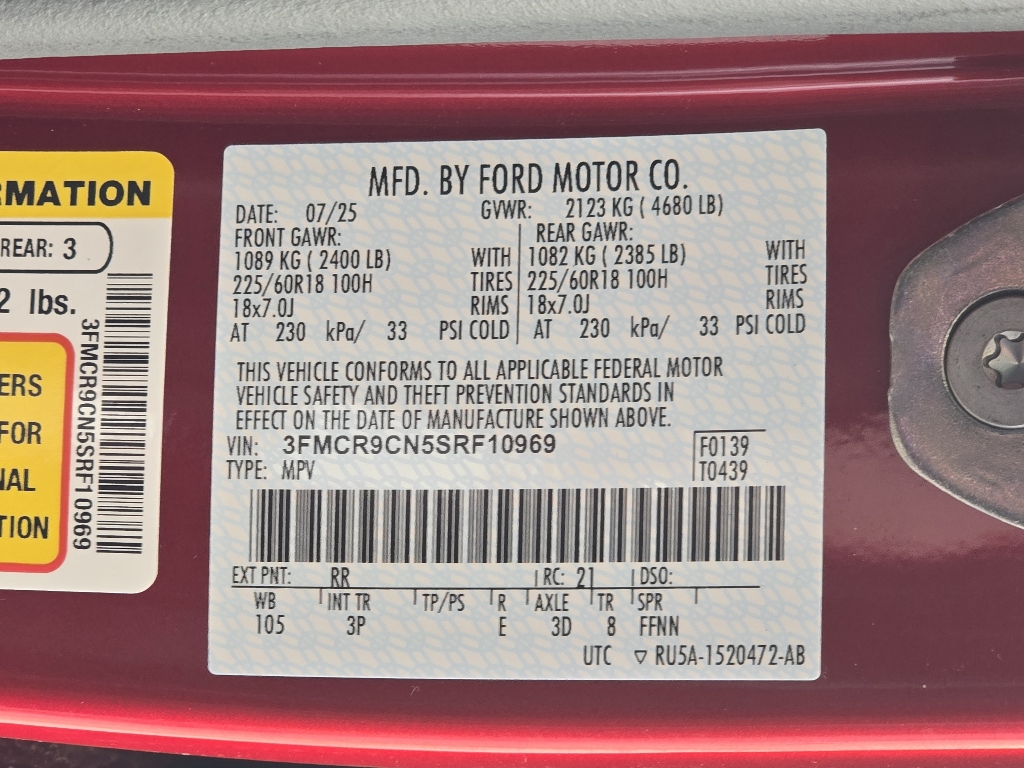 RMATION
REAR: 3
2 lbs.
3FMCR9CN5SRF10969
ERS
FOR
NAL
TION
MFD. BY FORD MOTOR CO.
DATE: 07/25 GVWR: 2123 KG ( 4680 LB)
FRONT GAWR: REAR GAWR:
1089 KG ( 2400 LB) WITH 1082 KG ( 2385 LB) WITH
225/60R18 100H TIRES 225/60R18 100H TIRES
18x7.0J RIMS 18x7.0J RIMS
AT 230 kPa/ 33 PSI COLD AT 230 kPa/ 33 PSI COLD
THIS VEHICLE CONFORMS TO ALL APPLICABLE FEDERAL MOTOR
VEHICLE SAFETY AND THEFT PREVENTION STANDARDS IN
EFFECT ON THE DATE OF MANUFACTURE SHOWN ABOVE.
VIN: 3FMCR9CN5SRF10969 F0139
TYPE: MPV T0439
EXT PNT: RR RC: 21 DSO:
WB INT TR TP/PS R AXLE TR SPR
105 3P E 3D 8 FFNN
UTC ▽ RU5A-1520472-AB